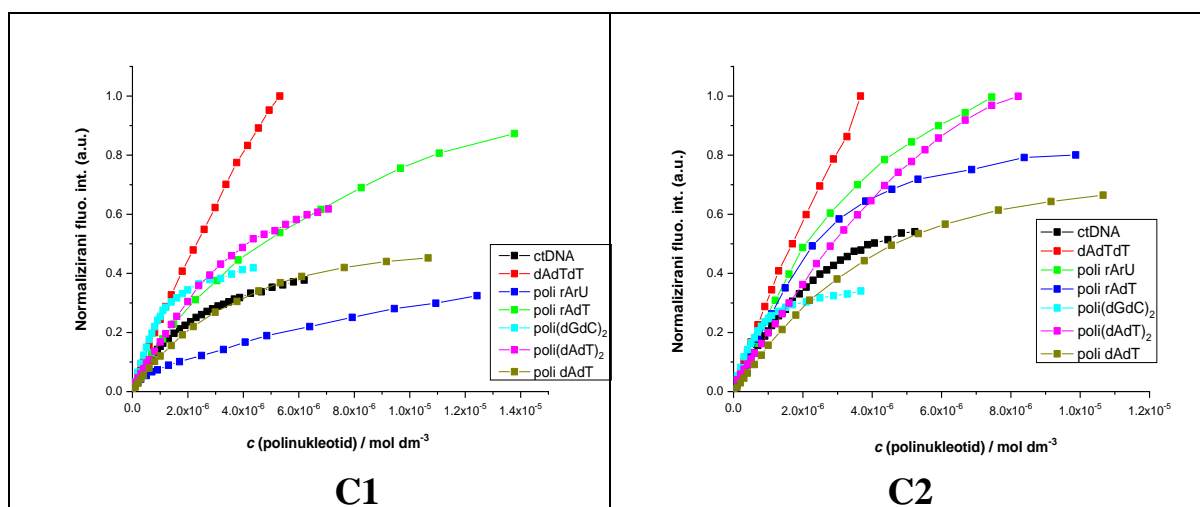 Normalizirani fluo. int. (a.u.)
1.0
0.8
0.6
0.4
0.2
0.0
0.0
2.0x10⁻⁶
4.0x10⁻⁶
6.0x10⁻⁶
8.0x10⁻⁶
1.0x10⁻⁵
1.2x10⁻⁵
1.4x10⁻⁵
c (polinukleotid) / mol dm⁻³
ctDNA
dAdTdT
poli rArU
poli rAdT
poli(dGdC)₂
poli(dAdT)₂
poli dAdT
C1
Normalizirani fluo. int. (a.u.)
1.0
0.8
0.6
0.4
0.2
0.0
0.0
2.0x10⁻⁶
4.0x10⁻⁶
6.0x10⁻⁶
8.0x10⁻⁶
1.0x10⁻⁵
1.2x10⁻⁵
c (polinukleotid) / mol dm⁻³
ctDNA
dAdTdT
poli rArU
poli rAdT
poli(dGdC)₂
poli(dAdT)₂
poli dAdT
C2